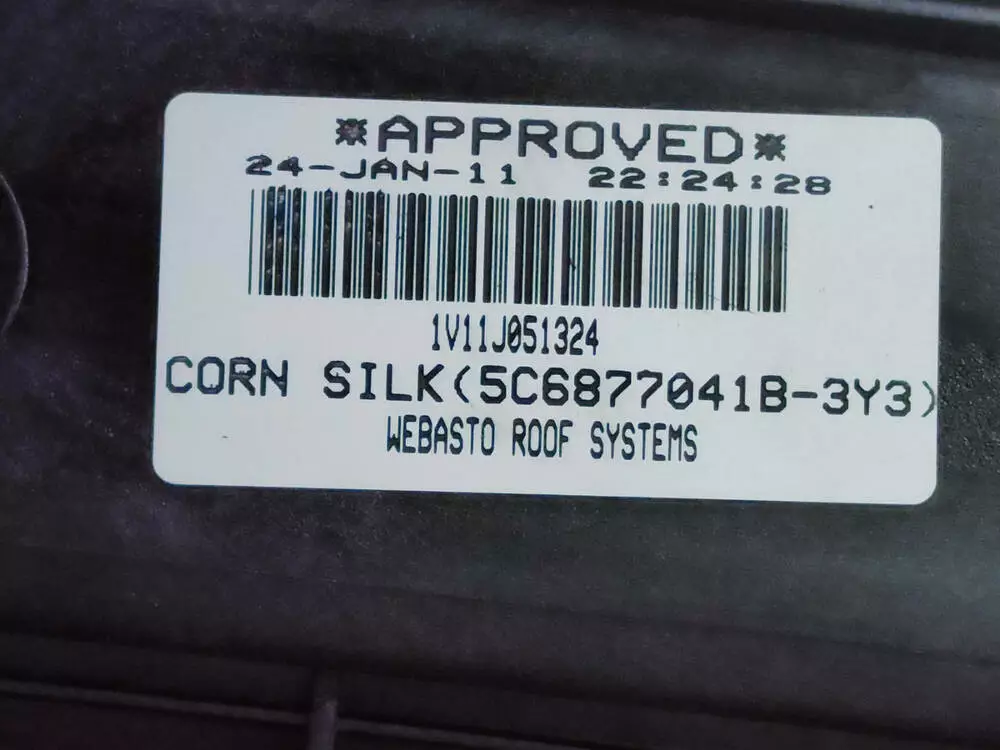 *APPROVED*
24-JAN-11 22:24:28
1V11J051324
CORN SILK(5C6877041B-3Y3)
WEBASTO ROOF SYSTEMS